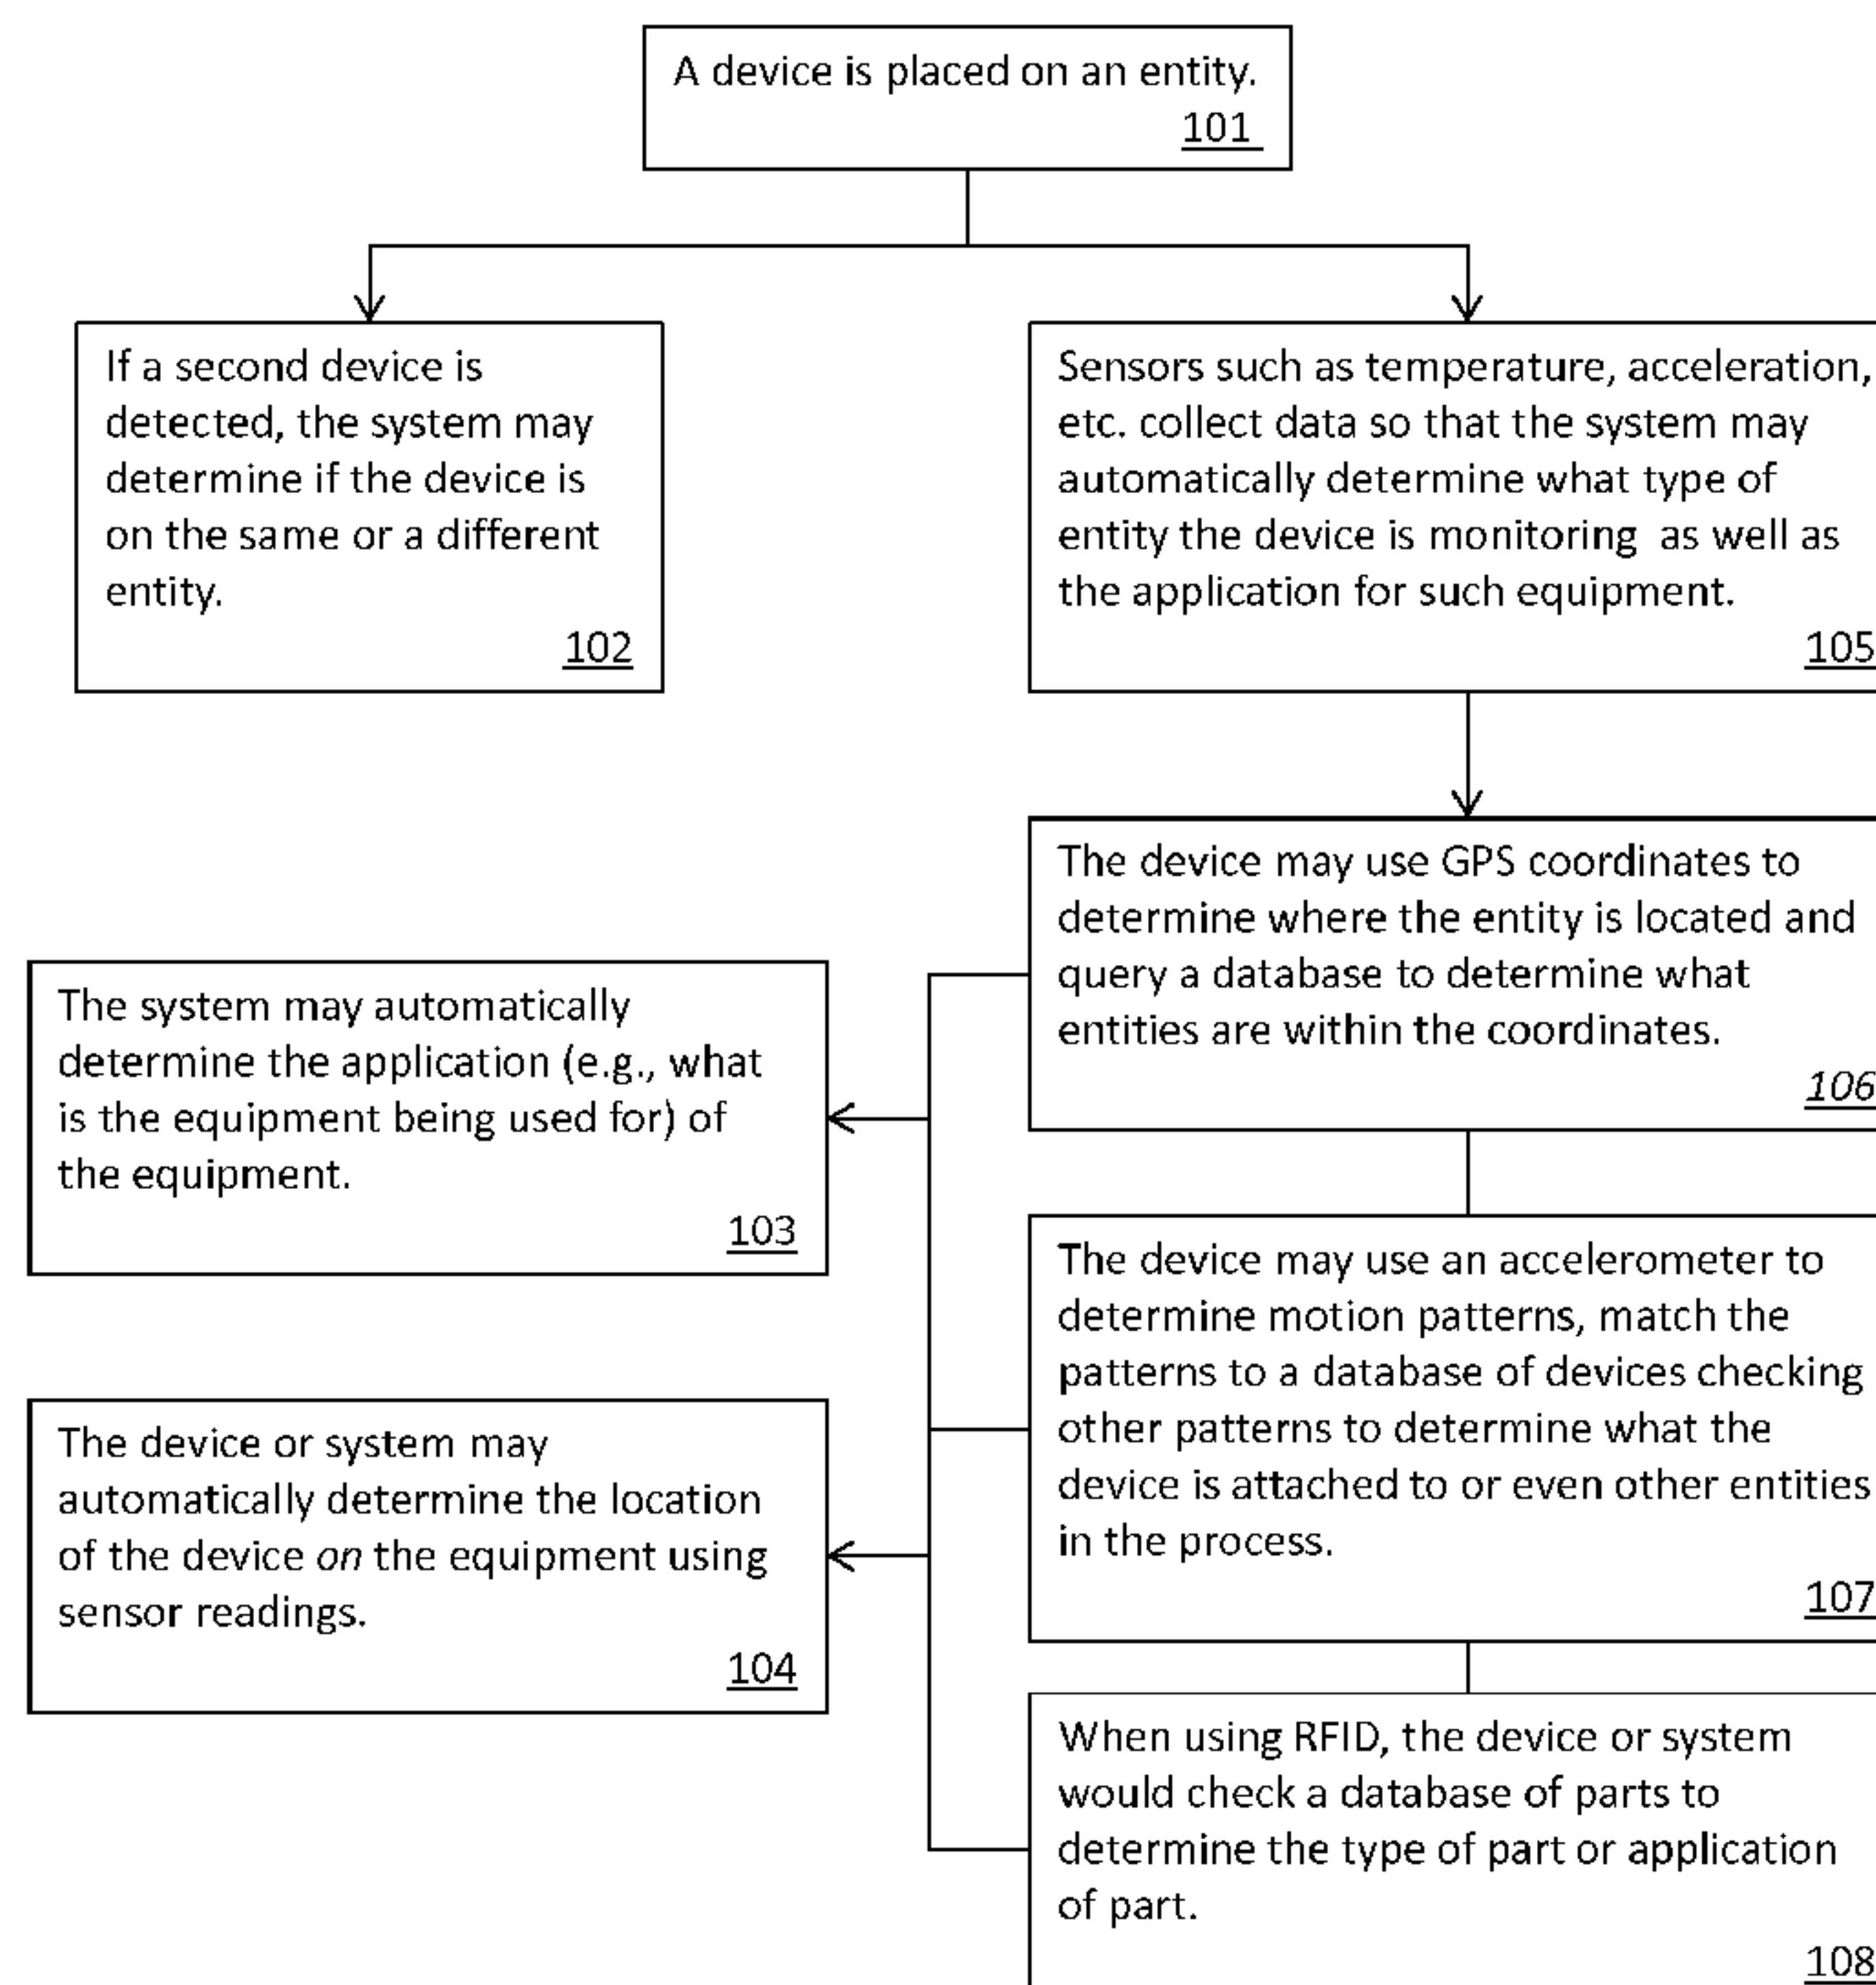 A device is placed on an entity.
101
If a second device is
detected, the system may
determine if the device is
on the same or a different
entity.
102
Sensors such as temperature, acceleration,
etc. collect data so that the system may
automatically determine what type of
entity the device is monitoring as well as
the application for such equipment.
105
The device may use GPS coordinates to
determine where the entity is located and
query a database to determine what
entities are within the coordinates.
106
The system may automatically
determine the application (e.g., what
is the equipment being used for) of
the equipment.
103
The device may use an accelerometer to
determine motion patterns, match the
patterns to a database of devices checking
other patterns to determine what the
device is attached to or even other entities
in the process.
107
The device or system may
automatically determine the location
of the device on the equipment using
sensor readings.
104
When using RFID, the device or system
would check a database of parts to
determine the type of part or application
of part.
108